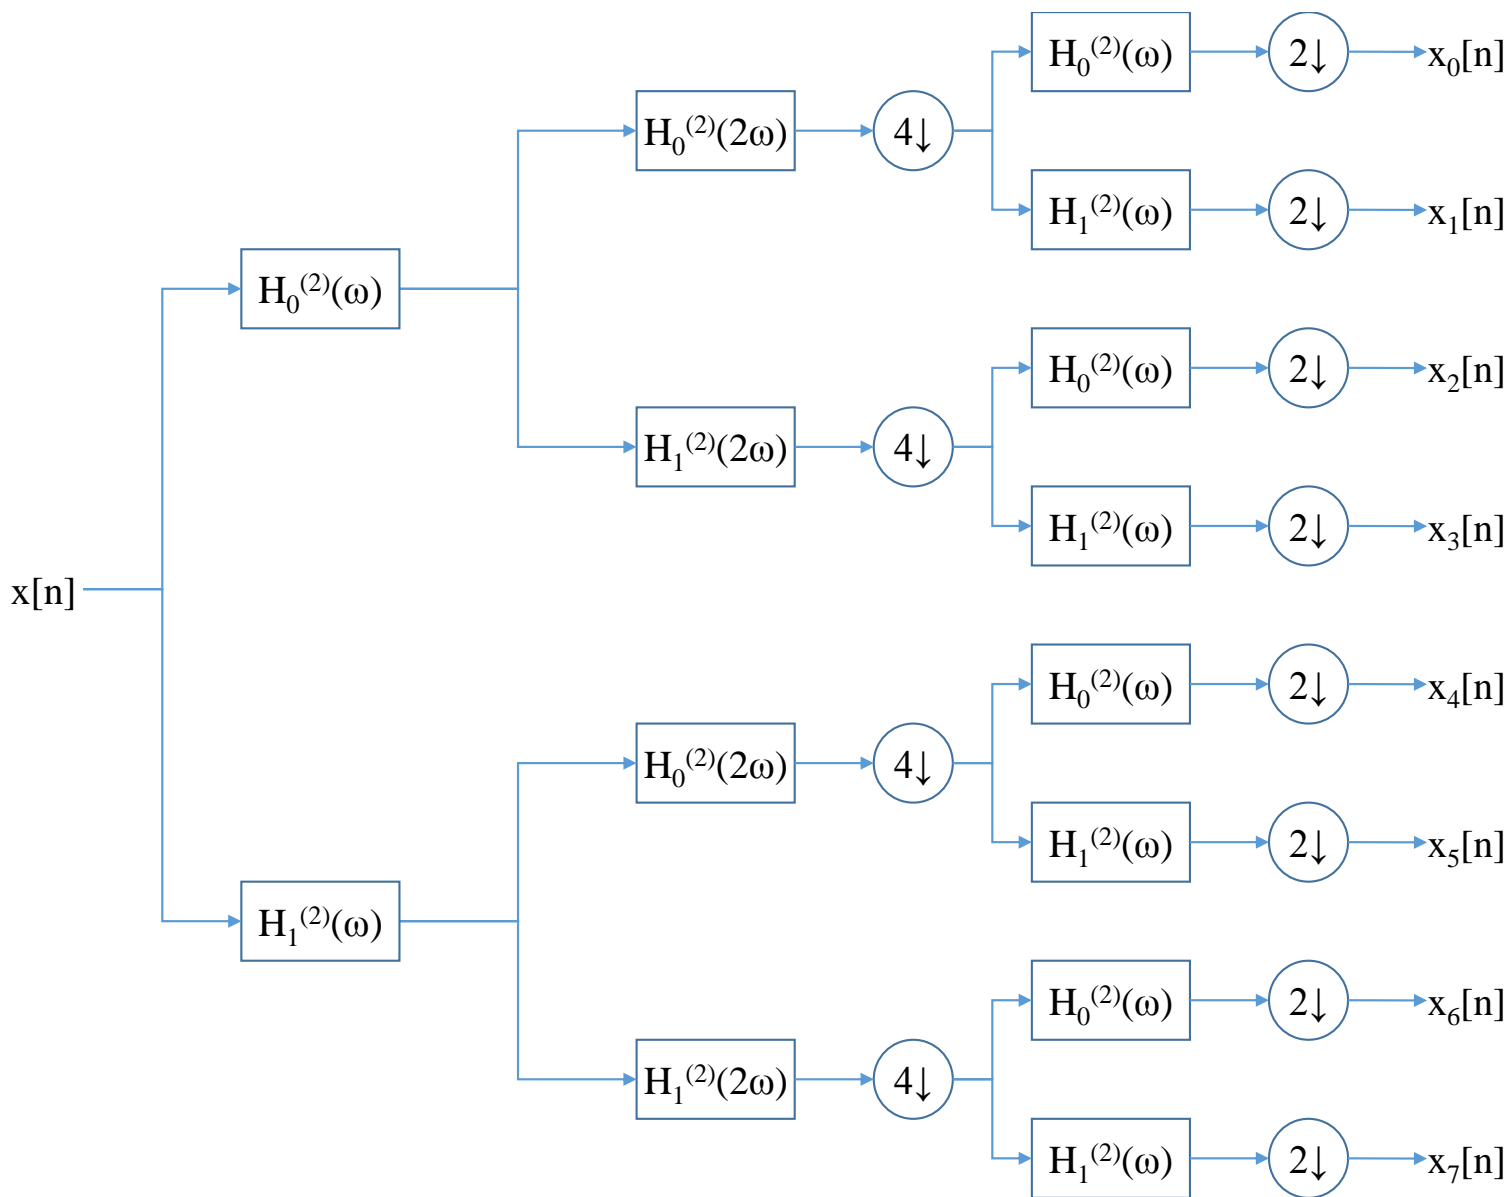 H₀⁽²⁾(ω) 2↓ x₀[n]
H₀⁽²⁾(2ω) 4↓
H₁⁽²⁾(ω) 2↓ x₁[n]
H₀⁽²⁾(ω)
H₀⁽²⁾(ω) 2↓ x₂[n]
H₁⁽²⁾(2ω) 4↓
H₁⁽²⁾(ω) 2↓ x₃[n]
x[n]
H₀⁽²⁾(ω) 2↓ x₄[n]
H₀⁽²⁾(2ω) 4↓
H₁⁽²⁾(ω) 2↓ x₅[n]
H₁⁽²⁾(ω)
H₀⁽²⁾(ω) 2↓ x₆[n]
H₁⁽²⁾(2ω) 4↓
H₁⁽²⁾(ω) 2↓ x₇[n]